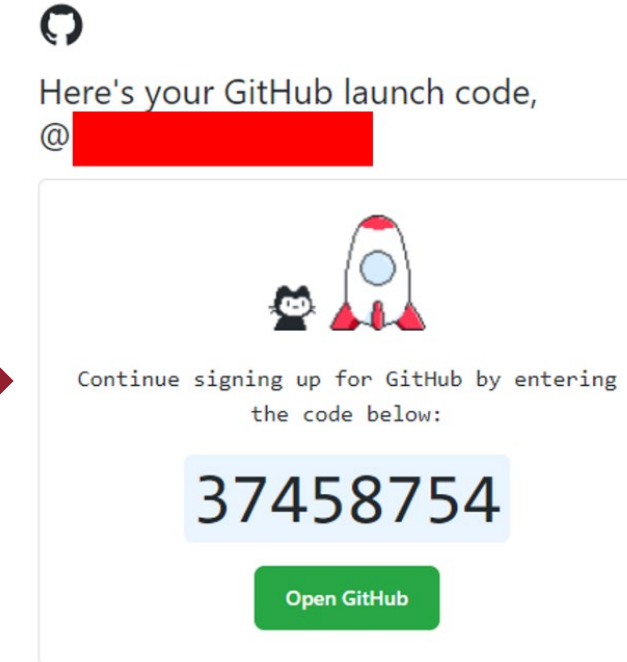 Here's your GitHub launch code,
@
Continue signing up for GitHub by entering
the code below:
37458754
Open GitHub